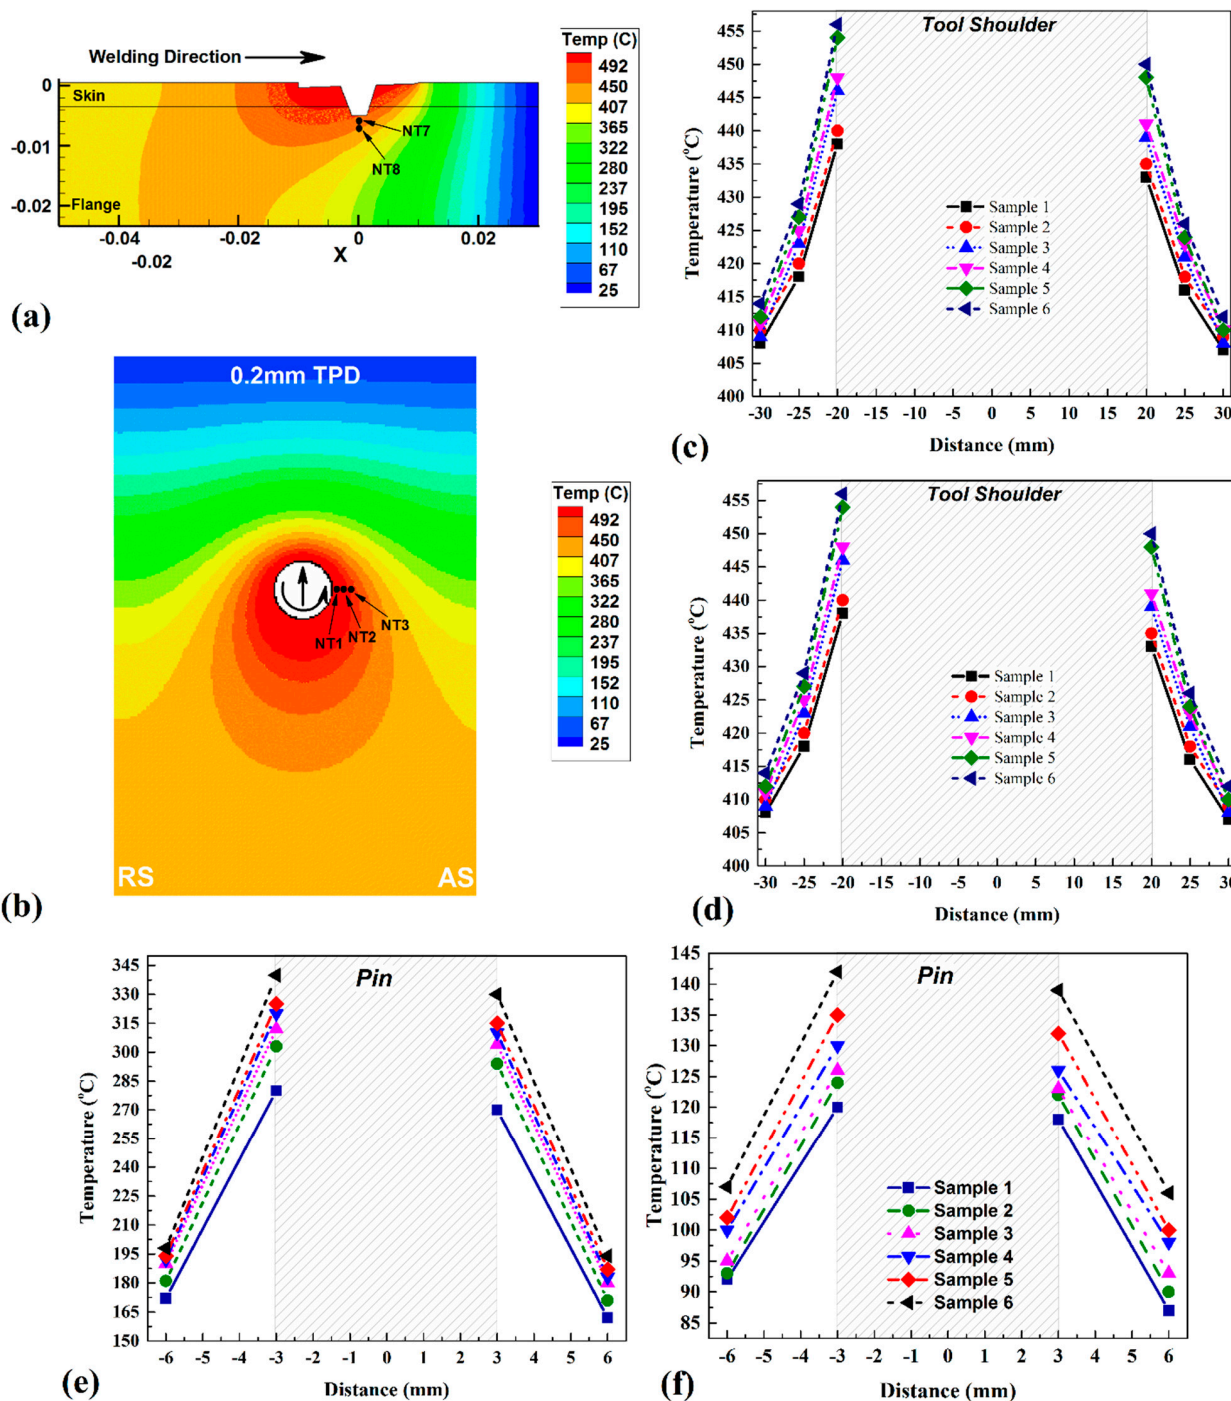 Welding Direction
Temp (C)
492
450
407
365
322
280
237
195
152
110
67
25
0
-0.01
-0.02
Skin
Flange
NT7
NT8
-0.04
-0.02
0
0.02
-0.02
X
(a)
0.2mm TPD
NT1
NT2
NT3
RS
AS
Temp (C)
492
450
407
365
322
280
237
195
152
110
67
25
(b)
Tool Shoulder
Temperature (°C)
455
450
445
440
435
430
425
420
415
410
405
400
Sample 1
Sample 2
Sample 3
Sample 4
Sample 5
Sample 6
-30 -25 -20 -15 -10 -5 0 5 10 15 20 25 30
Distance (mm)
(c)
Tool Shoulder
Temperature (°C)
455
450
445
440
435
430
425
420
415
410
405
400
Sample 1
Sample 2
Sample 3
Sample 4
Sample 5
Sample 6
-30 -25 -20 -15 -10 -5 0 5 10 15 20 25 30
Distance (mm)
(d)
Pin
Temperature (°C)
345
330
315
300
285
270
255
240
225
210
195
180
165
150
-6 -5 -4 -3 -2 -1 0 1 2 3 4 5 6
Distance (mm)
(e)
Pin
Temperature (°C)
145
140
135
130
125
120
115
110
105
100
95
90
85
Sample 1
Sample 2
Sample 3
Sample 4
Sample 5
Sample 6
-6 -5 -4 -3 -2 -1 0 1 2 3 4 5 6
Distance (mm)
(f)